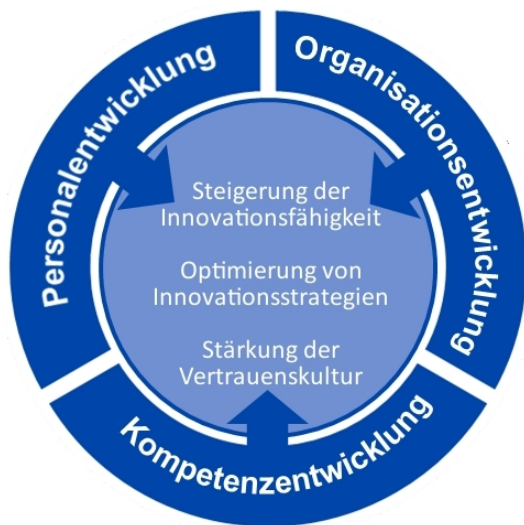 Personalentwicklung
Organisationsentwicklung
Steigerung der
Innovationsfähigkeit
Optimierung von
Innovationsstrategien
Stärkung der
Vertrauenskultur
Kompetenzentwicklung